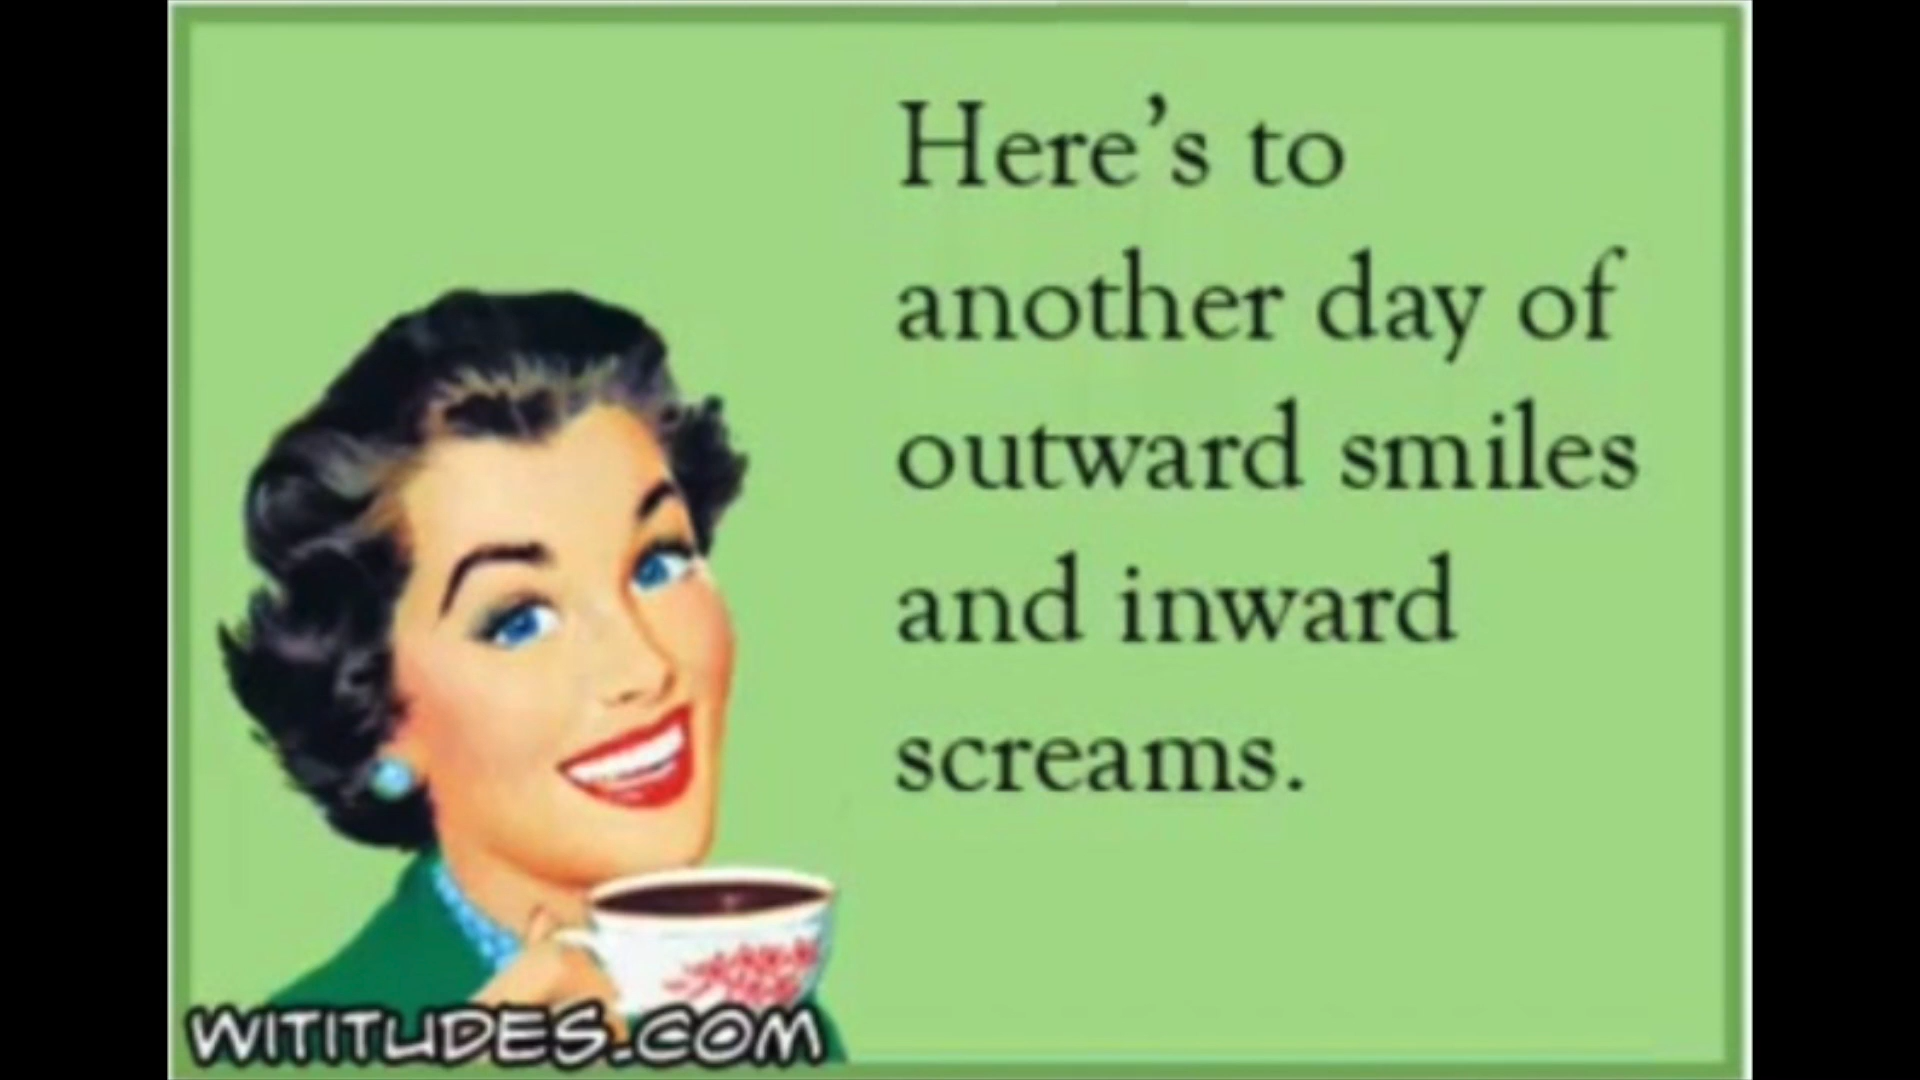 Here’s to
another day of
outward smiles
and inward
screams.
WITITUDES.COM